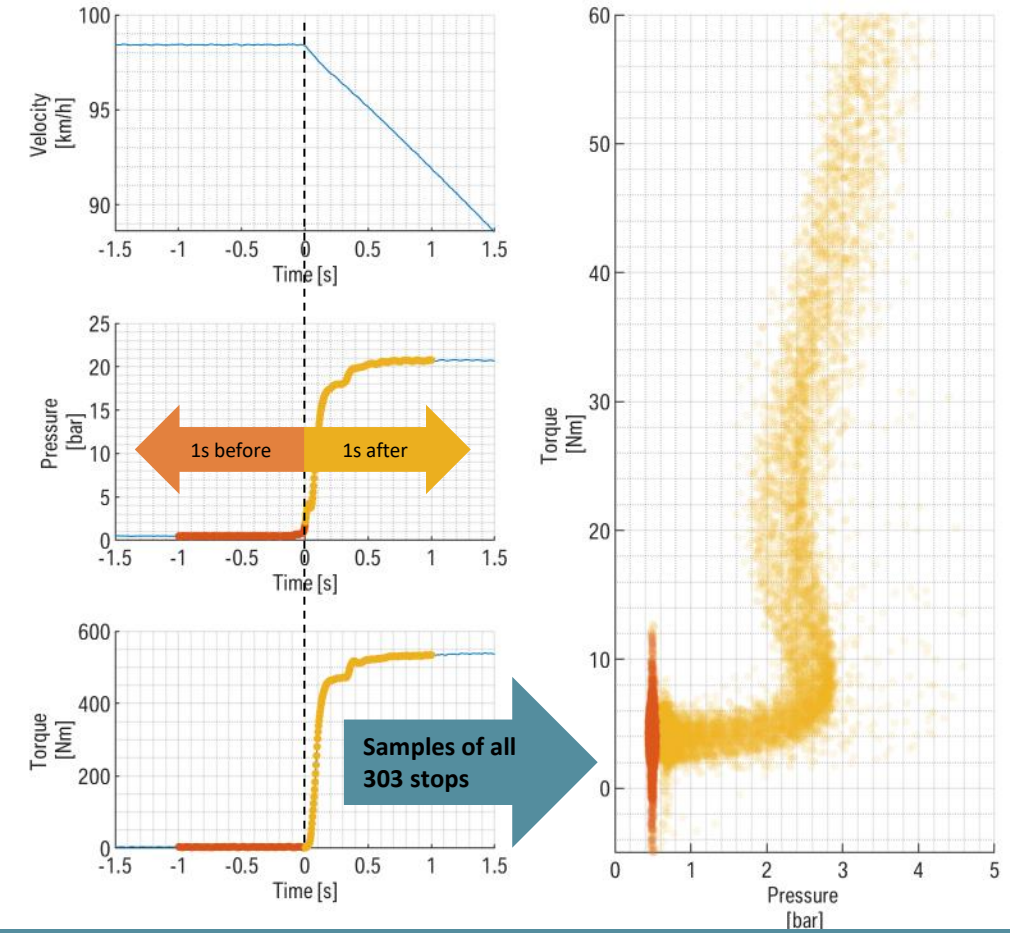 100
95
90
Velocity
[km/h]
-1.5 -1 -0.5 0 0.5 1 1.5
Time [s]
25
20
15
10
5
0
Pressure
[bar]
1s before
1s after
-1.5 -1 -0.5 0 0.5 1 1.5
Time [s]
600
400
200
0
Torque
[Nm]
-1.5 -1 -0.5 0 0.5 1 1.5
Time [s]
Samples of all
303 stops
60
50
40
30
20
10
0
Torque
[Nm]
0 1 2 3 4 5
Pressure
[bar]